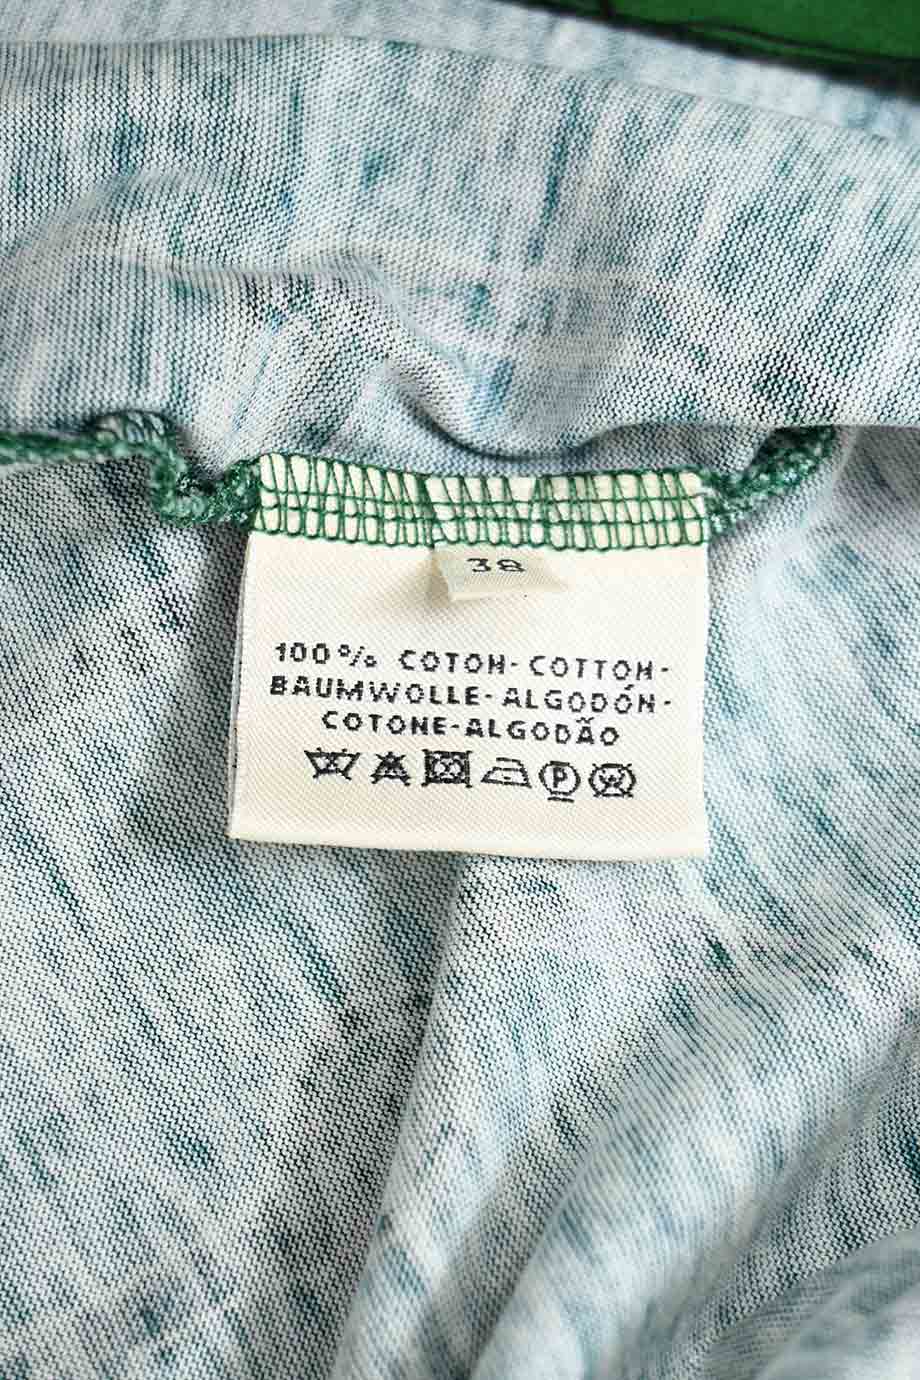 38
100% COTON-COTTON-
BAUMWOLLE-ALGODÓN-
COTONE-ALGODÃO
P W